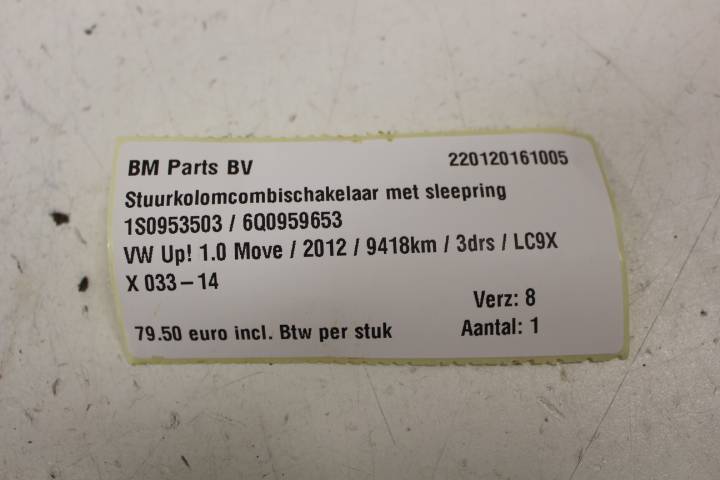 BM Parts BV 220120161005
Stuurkolomcombischakelaar met sleepring
1S0953503 / 6Q0959653
VW Up! 1.0 Move / 2012 / 9418km / 3drs / LC9X
X 033-14
Verz: 8
79.50 euro incl. Btw per stuk Aantal: 1